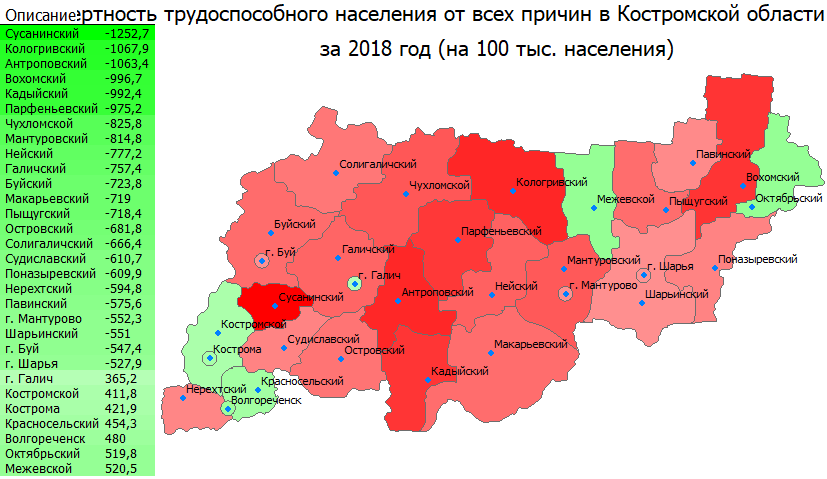 Описание ертность трудоспособного населения от всех причин в Костромской области
за 2018 год (на 100 тыс. населения)
Сусанинский -1252,7
Кологривский -1067,9
Антроповский -1063,4
Вохомский -996,7
Кадыйский -992,4
Парфеньевский -975,2
Чухломской -825,8
Мантуровский -814,8
Нейский -777,2
Галичский -757,4
Буйский -723,8
Макарьевский -719
Пыщугский -718,4
Островский -681,8
Солигаличский -666,4
Судиславский -610,7
Поназыревский -609,9
Нерехтский -594,8
Павинский -575,6
г. Мантурово -552,3
Шарьинский -551
г. Буй -547,4
г. Шарья -527,9
г. Галич 365,2
Костромской 411,8
Кострома 421,9
Красносельский 454,3
Волгореченск 480
Октябрьский 519,8
Межевской 520,5
Павинский
Солигаличский
Вохомский
Кологривский
Чухломской
Межевской
Октябрьский
Пыщугский
Буйский
Парфеньевский
Галичский
г. Буй
Мантуровский
Поназыревский
г. Шарья
г. Галич
Нейский
г. Мантурово
Сусанинский
Антроповский
Шарьинский
Костромской
Судиславский
Макарьевский
Кострома
Островский
Кадыйский
Красносельский
Нерехтский
Волгореченск